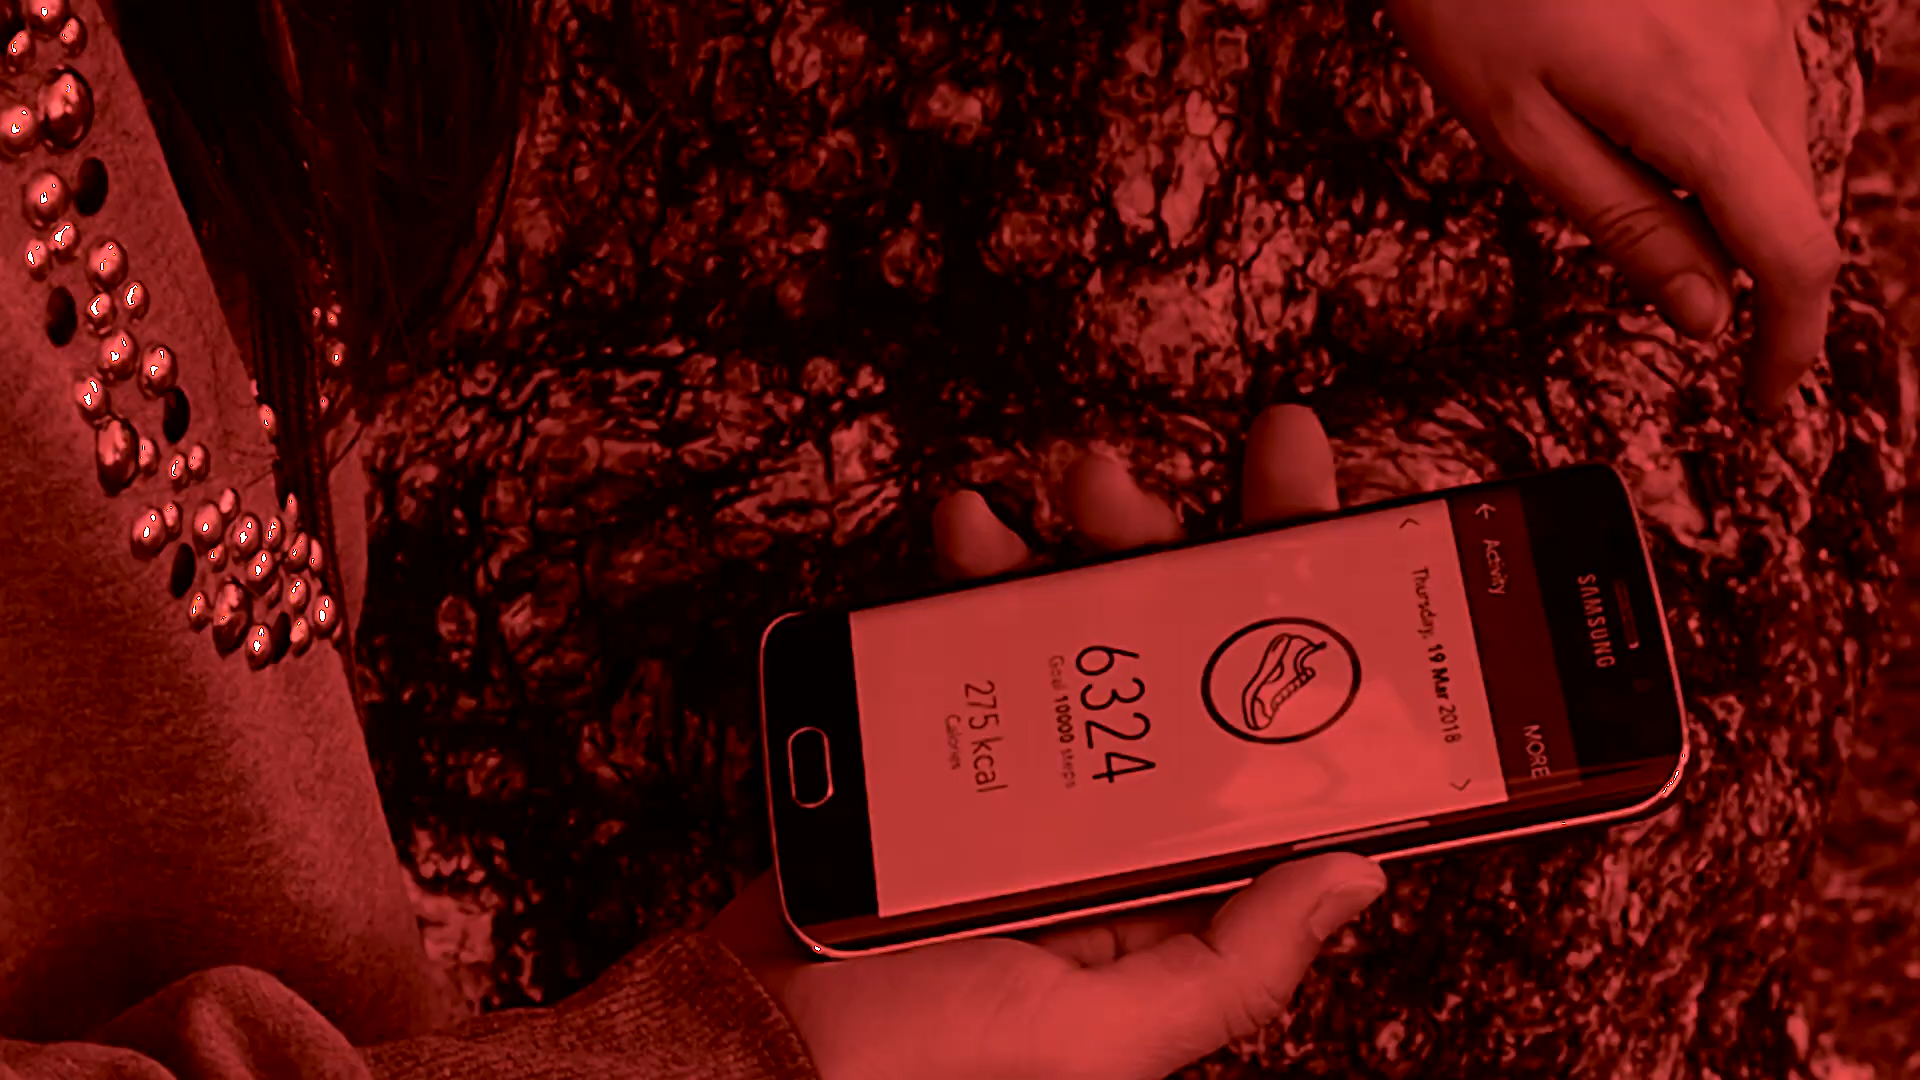 SAMSUNG
← Activity MORE
< Thursday, 19 Mar 2018 >
6324
Goal 10000 steps
275 kcal
Calories